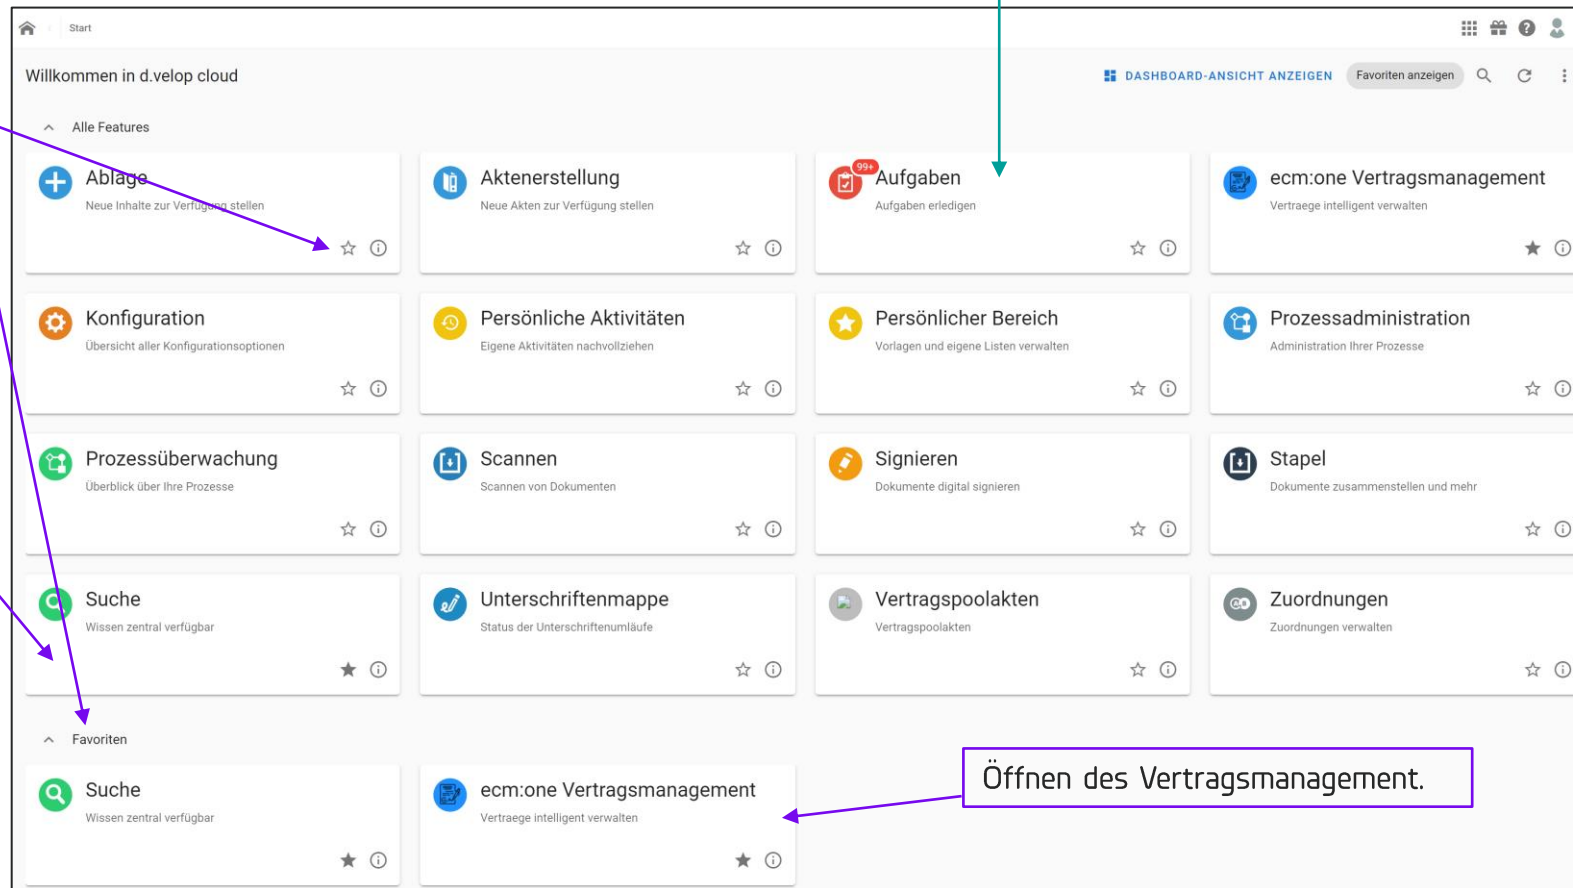 Start
Willkommen in d.velop cloud
DASHBOARD-ANSICHT ANZEIGEN
Favoriten anzeigen
Alle Features
Ablage
Neue Inhalte zur Verfügung stellen
Aktenerstellung
Neue Akten zur Verfügung stellen
99+
Aufgaben
Aufgaben erledigen
ecm:one Vertragsmanagement
Vertraege intelligent verwalten
Konfiguration
Übersicht aller Konfigurationsoptionen
Persönliche Aktivitäten
Eigene Aktivitäten nachvollziehen
Persönlicher Bereich
Vorlagen und eigene Listen verwalten
Prozessadministration
Administration Ihrer Prozesse
Prozessüberwachung
Überblick über Ihre Prozesse
Scannen
Scannen von Dokumenten
Signieren
Dokumente digital signieren
Stapel
Dokumente zusammenstellen und mehr
Suche
Wissen zentral verfügbar
Unterschriftenmappe
Status der Unterschriftenumläufe
Vertragspoolakten
Vertragspoolakten
Zuordnungen
Zuordnungen verwalten
Favoriten
Suche
Wissen zentral verfügbar
ecm:one Vertragsmanagement
Vertraege intelligent verwalten
Öffnen des Vertragsmanagement.